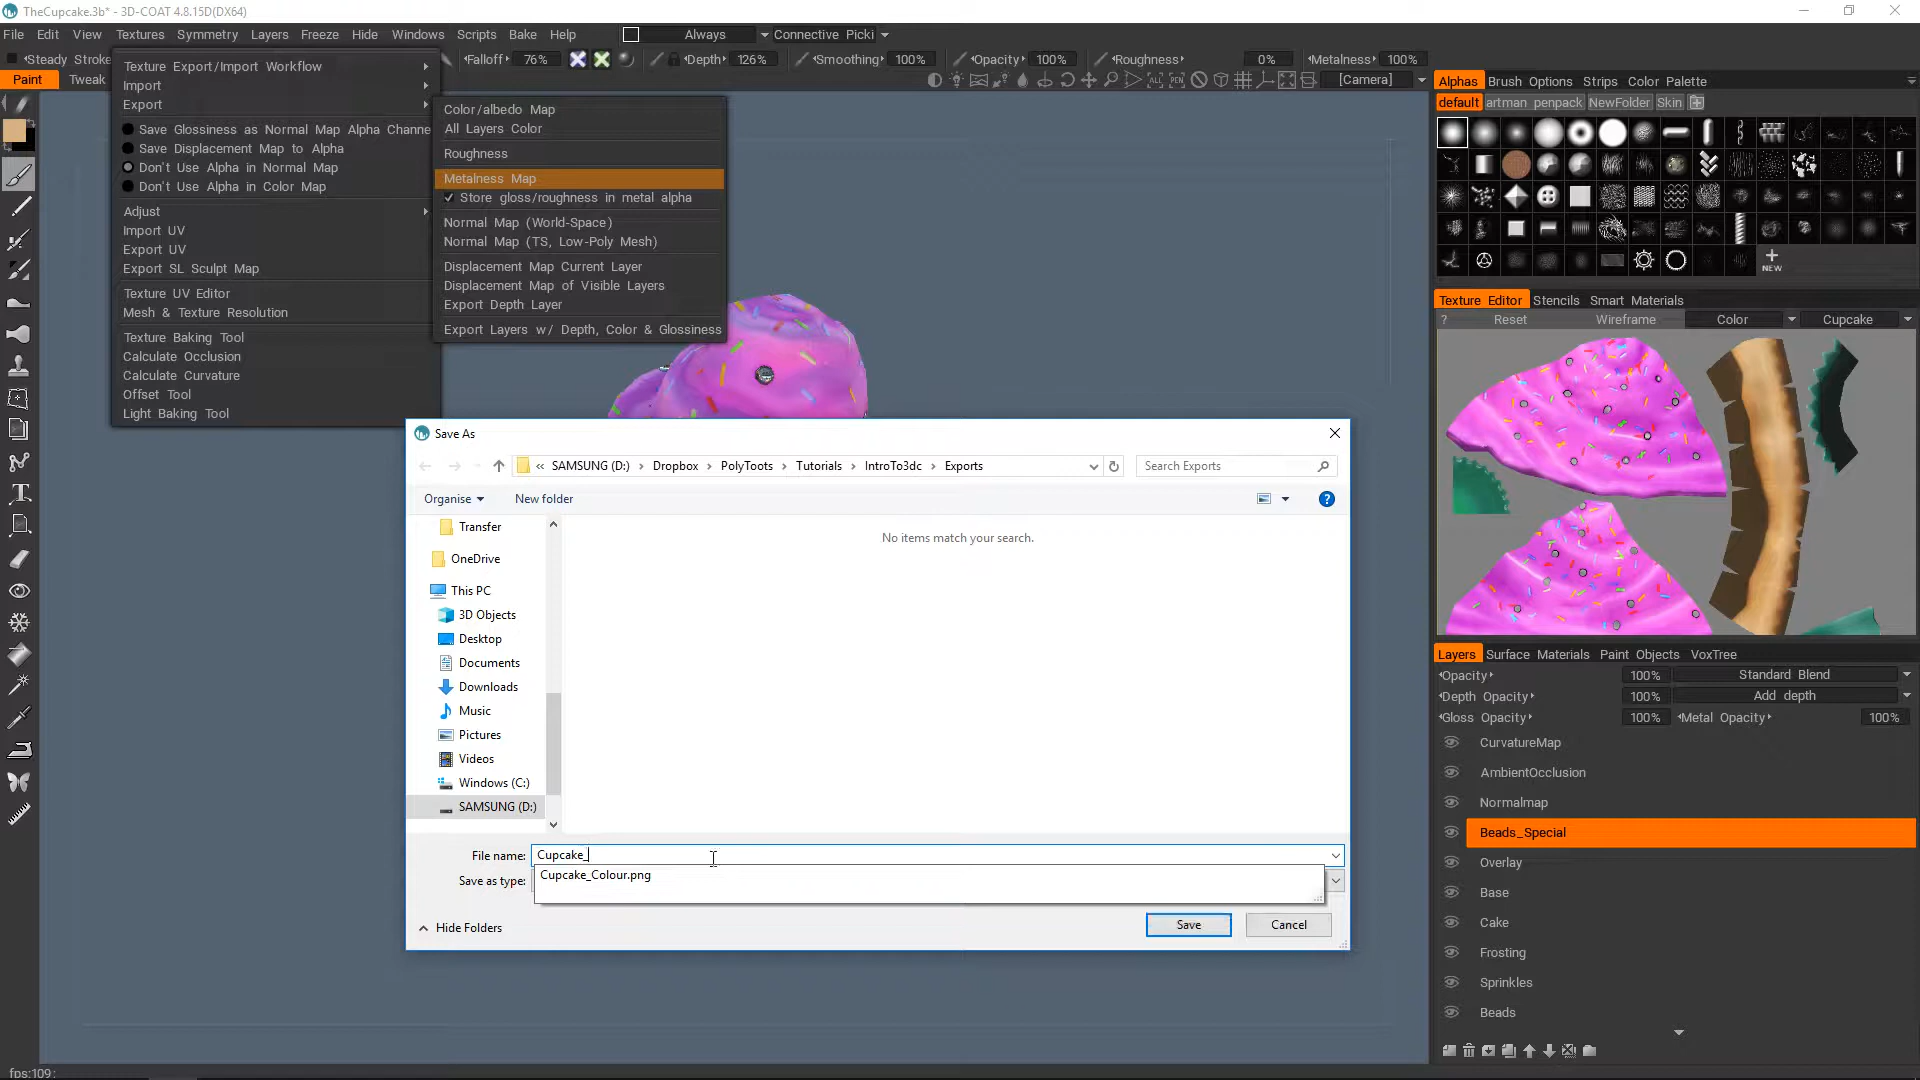 TheCupcake.3b* - 3D-COAT 4.8.15D(DX64)
File Edit View Textures Symmetry Layers Freeze Hide Windows Scripts Bake Help Always Connective Picki
Steady Stroke Falloff 76% Depth 126% Smoothing 100% Opacity 100% Roughness 0% Metalness 100%
Paint Tweak [Camera]
Texture Export/Import Workflow
Import
Export
Save Glossiness as Normal Map Alpha Channe
Save Displacement Map to Alpha
Don't Use Alpha in Normal Map
Don't Use Alpha in Color Map
Adjust
Import UV
Export UV
Export SL Sculpt Map
Texture UV Editor
Mesh & Texture Resolution
Texture Baking Tool
Calculate Occlusion
Calculate Curvature
Offset Tool
Light Baking Tool
Color/albedo Map
All Layers Color
Roughness
Metalness Map
Store gloss/roughness in metal alpha
Normal Map (World-Space)
Normal Map (TS, Low-Poly Mesh)
Displacement Map Current Layer
Displacement Map of Visible Layers
Export Depth Layer
Export Layers w/ Depth, Color & Glossiness
Save As
« SAMSUNG (D:) › Dropbox › PolyToots › Tutorials › IntroTo3dc › Exports
Search Exports
Organise New folder ?
Transfer
OneDrive
This PC
3D Objects
Desktop
Documents
Downloads
Music
Pictures
Videos
Windows (C:)
SAMSUNG (D:)
No items match your search.
File name: Cupcake_
Cupcake_Colour.png
Save as type:
Hide Folders
Save Cancel
Alphas Brush Options Strips Color Palette
default artman penpack NewFolder Skin
NEW
Texture Editor Stencils Smart Materials
? Reset Wireframe Color Cupcake
Layers Surface Materials Paint Objects VoxTree
Opacity 100% Standard Blend
Depth Opacity 100% Add depth
Gloss Opacity 100% Metal Opacity 100%
CurvatureMap
AmbientOcclusion
Normalmap
Beads_Special
Overlay
Base
Cake
Frosting
Sprinkles
Beads
fps:109: